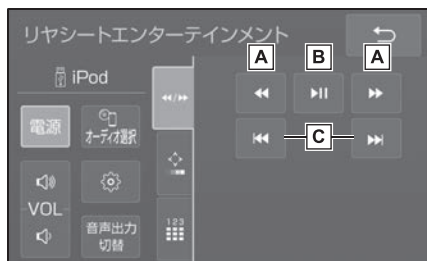 リヤシートエンターテインメント
A
B
A
iPod
電源
オーディオ選択
C
VOL
音声出力
切替
123